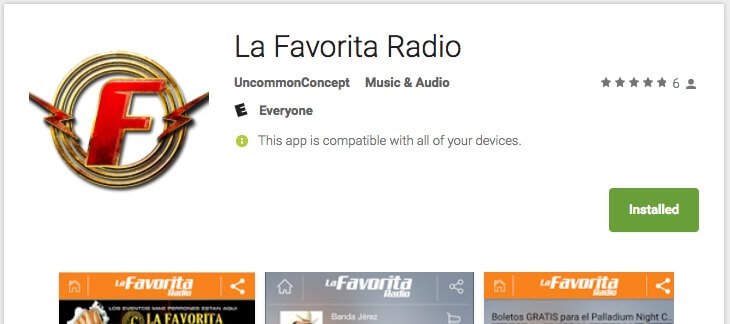 La Favorita Radio
UncommonConcept Music & Audio
6
E Everyone
This app is compatible with all of your devices.
F
Installed
La Favorita Radio
LOS EVENTOS MAS PERRONES ESTAN AQUI
LA FAVORITA
La Favorita Radio
Banda Jérez
La Favorita Radio
Boletos GRATIS para el Palladium Night C...